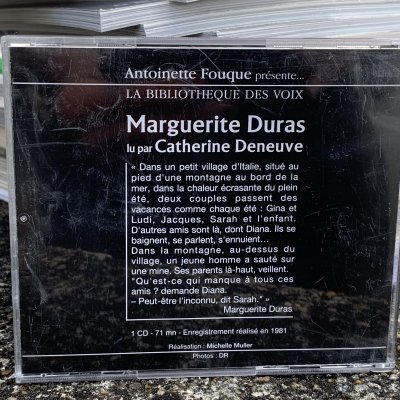 Antoinette Fouque présente...
LA BIBLIOTHEQUE DES VOIX
Marguerite Duras
lu par Catherine Deneuve
« Dans un petit village d'Italie, situé au
pied d'une montagne au bord de la
mer, dans la chaleur écrasante du plein
été, deux couples passent des
vacances comme chaque été : Gina et
Ludi, Jacques, Sarah et l'enfant.
D'autres amis sont là, dont Diana. Ils se
baignent, se parlent, s'ennuient…
Dans la montagne, au-dessus du
village, un jeune homme a sauté sur
une mine. Ses parents là-haut, veillent.
"Qu'est-ce qui manque à tous ces
amis ? demande Diana.
– Peut-être l'inconnu, dit Sarah." »
Marguerite Duras
1 CD - 71 mn - Enregistrement réalisé en 1981
Réalisation : Michelle Muller
Photos : DR